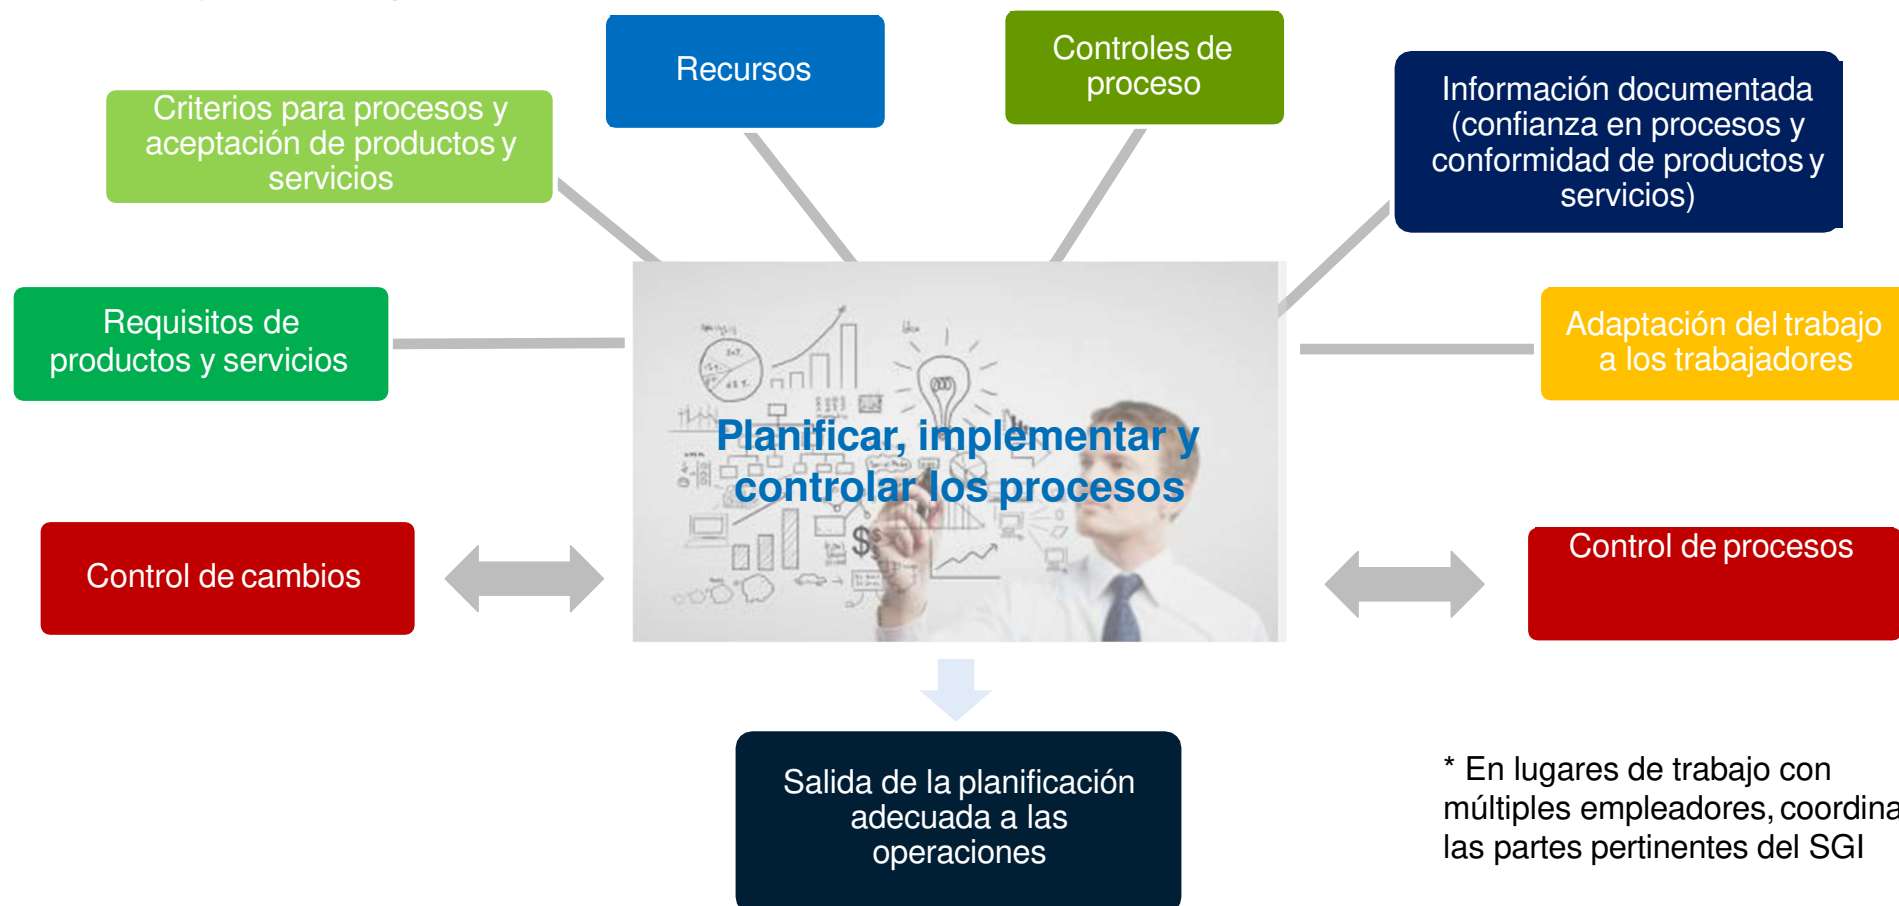 Recursos
Controles de
proceso
Criterios para procesos y
aceptación de productos y
servicios
Información documentada
(confianza en procesos y
conformidad de productos y
servicios)
Requisitos de
productos y servicios
Adaptación del trabajo
a los trabajadores
Planificar, implementar y
controlar los procesos
Control de cambios
Control de procesos
Salida de la planificación
adecuada a las
operaciones
* En lugares de trabajo con
múltiples empleadores, coordina
las partes pertinentes del SGI